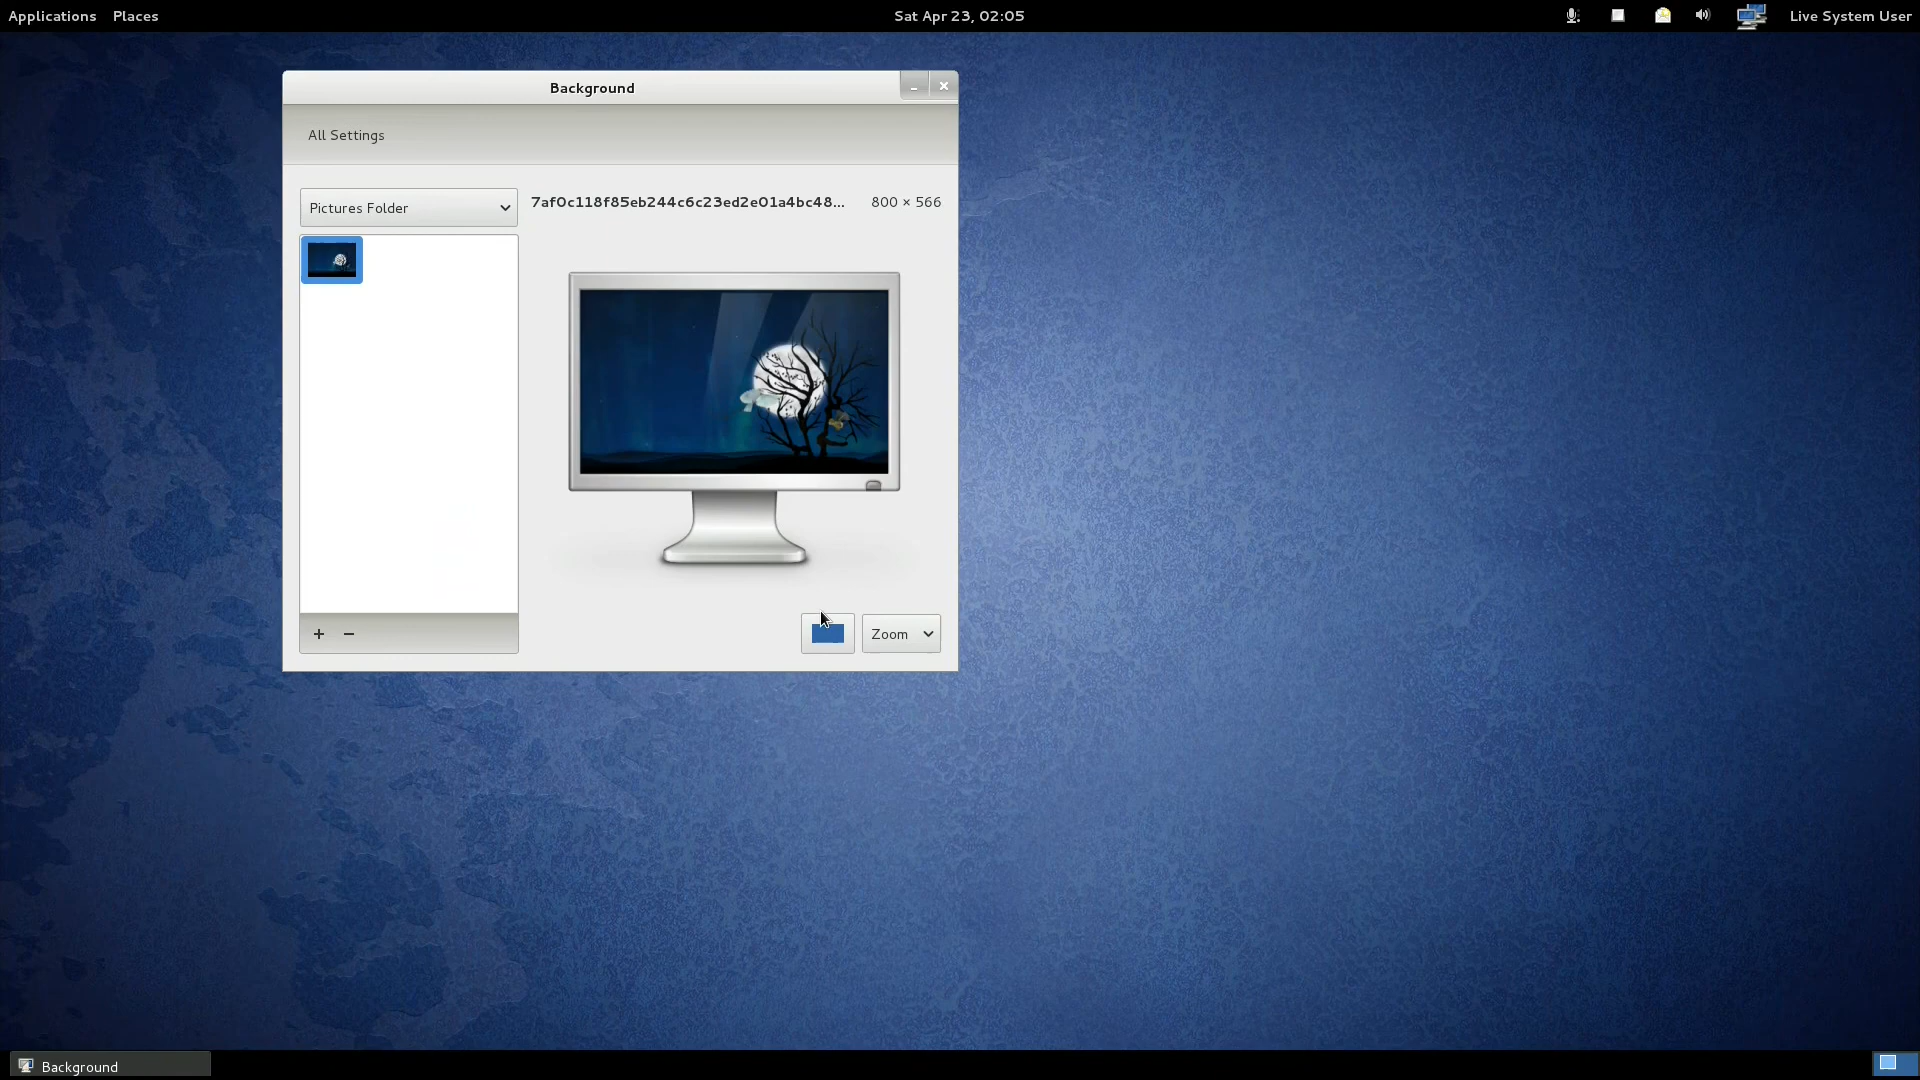 Applications Places Sat Apr 23, 02:05 Live System User
Background
All Settings
Pictures Folder 7af0c118f85eb244c6c23ed2e01a4bc48... 800 × 566
+ − Zoom
Background